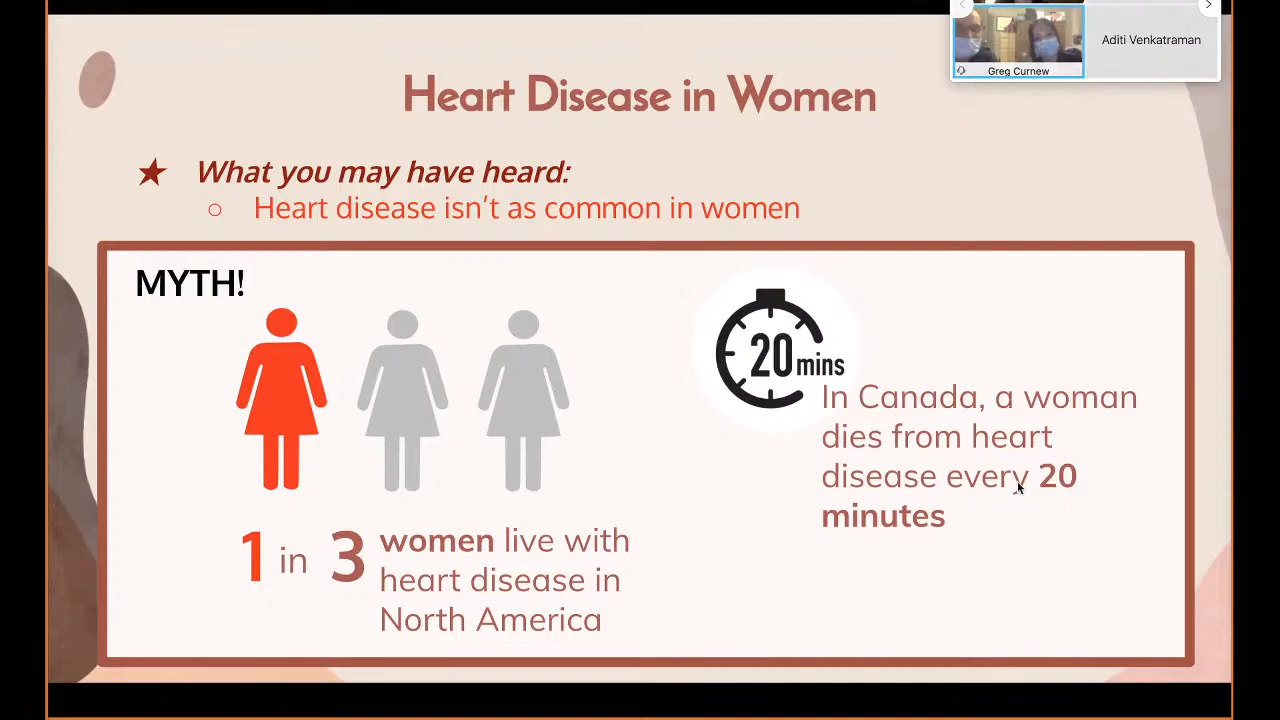 Aditi Venkatraman
Greg Curnew
Heart Disease in Women
★ What you may have heard:
○ Heart disease isn't as common in women
MYTH!
20 mins
In Canada, a woman
dies from heart
disease every 20
minutes
1 in 3 women live with
heart disease in
North America